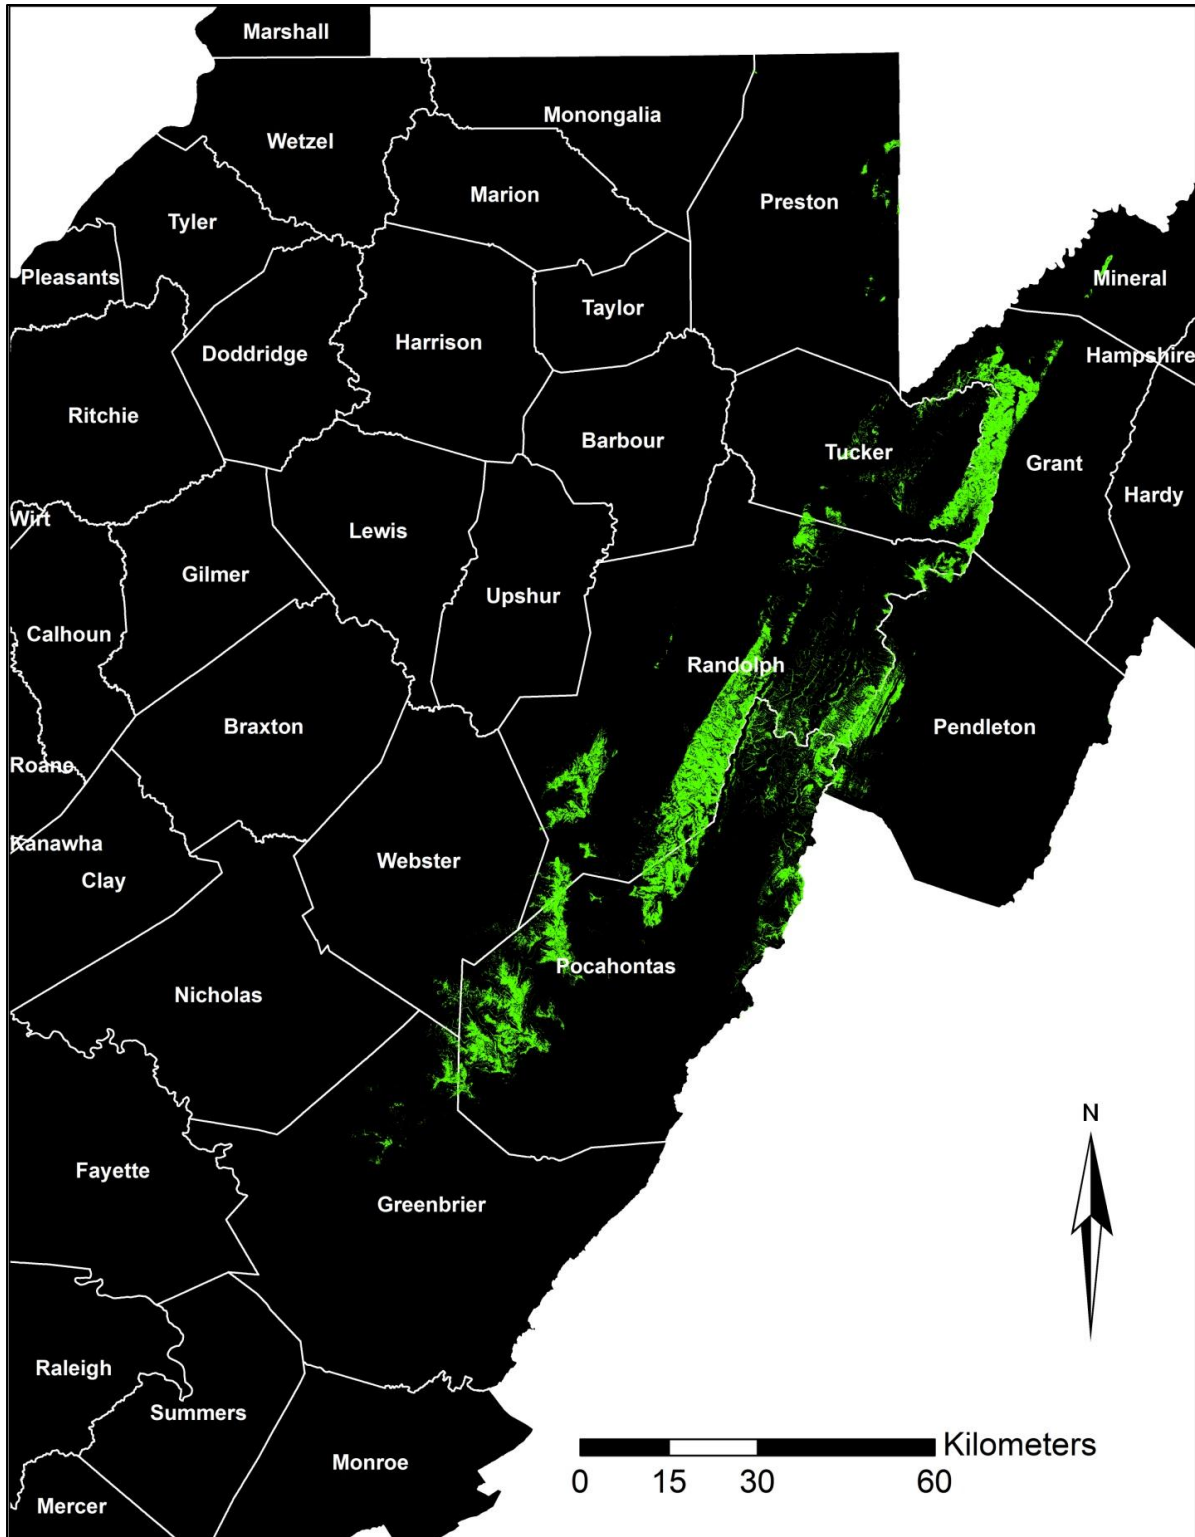 Marshall
Monongalia
Wetzel
Marion
Preston
Tyler
Pleasants
Mineral
Taylor
Harrison
Doddridge
Hampshire
Ritchie
Barbour
Tucker
Grant
Hardy
Wirt
Lewis
Gilmer
Upshur
Calhoun
Randolph
Braxton
Pendleton
Roane
Kanawha
Webster
Clay
Pocahontas
Nicholas
N
Fayette
Greenbrier
Raleigh
Summers
Kilometers
Monroe
0 15 30 60
Mercer